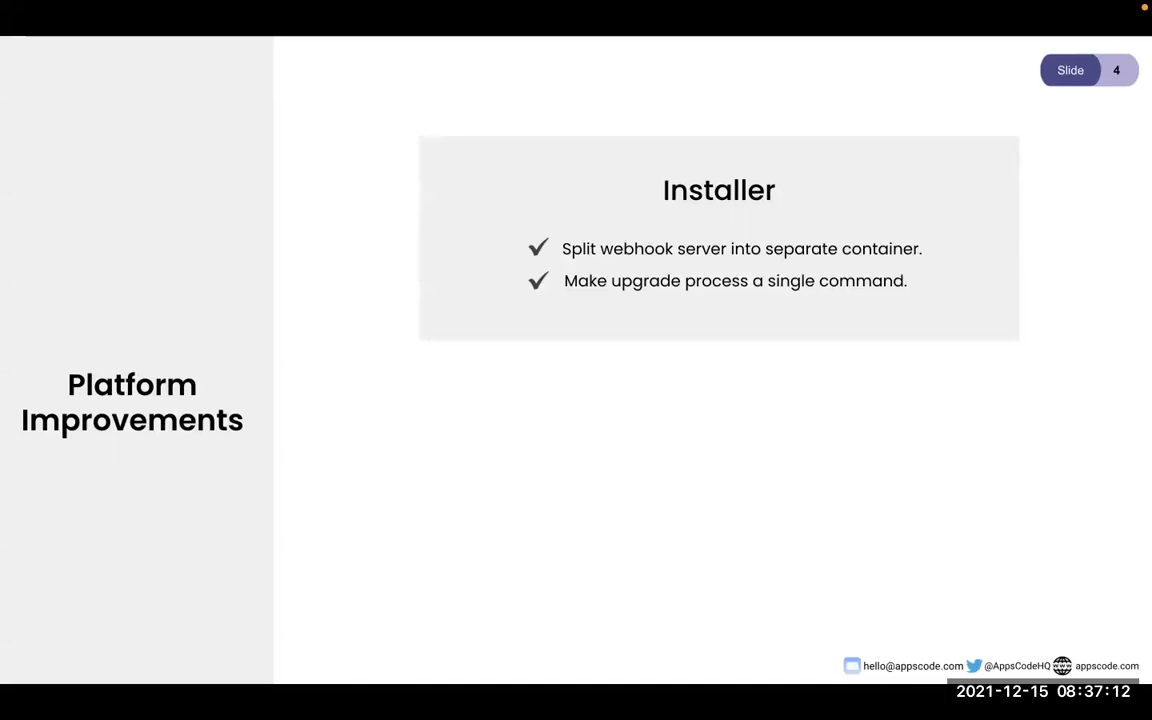 Slide 4
Installer
Split webhook server into separate container.
Make upgrade process a single command.
Platform
Improvements
hello@appscode.com @AppsCodeHQ appscode.com
2021-12-15 08:37:12